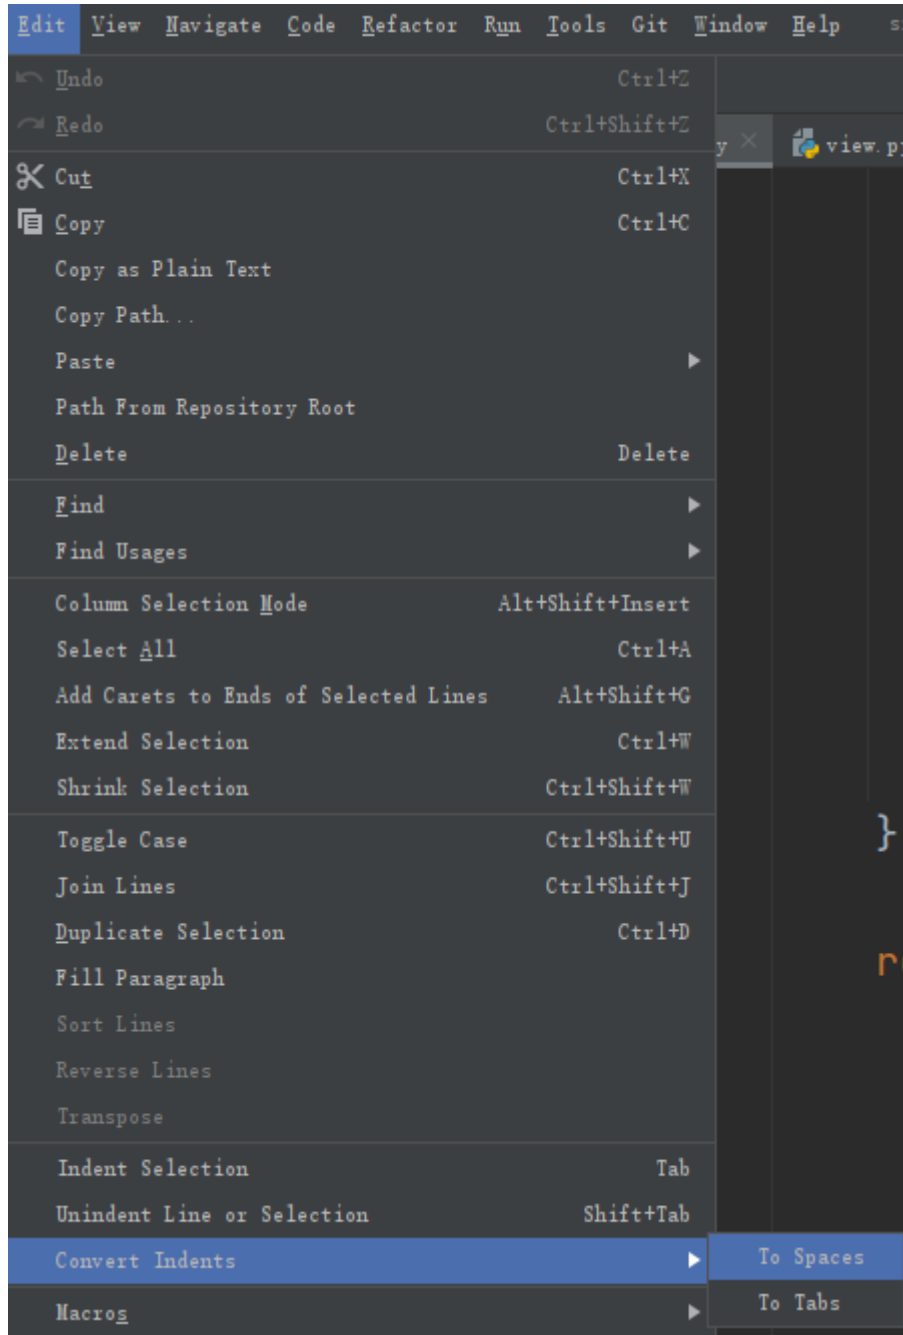 Edit View Navigate Code Refactor Run Tools Git Window Help
Undo Ctrl+Z
Redo Ctrl+Shift+Z
y view.py
Cut Ctrl+X
Copy Ctrl+C
Copy as Plain Text
Copy Path...
Paste
Path From Repository Root
Delete Delete
Find
Find Usages
Column Selection Mode Alt+Shift+Insert
Select All Ctrl+A
Add Carets to Ends of Selected Lines Alt+Shift+G
Extend Selection Ctrl+W
Shrink Selection Ctrl+Shift+W
}
Toggle Case Ctrl+Shift+U
Join Lines Ctrl+Shift+J
Duplicate Selection Ctrl+D
Fill Paragraph
Sort Lines
Reverse Lines
Transpose
Indent Selection Tab
Unindent Line or Selection Shift+Tab
Convert Indents To Spaces
To Tabs
Macros